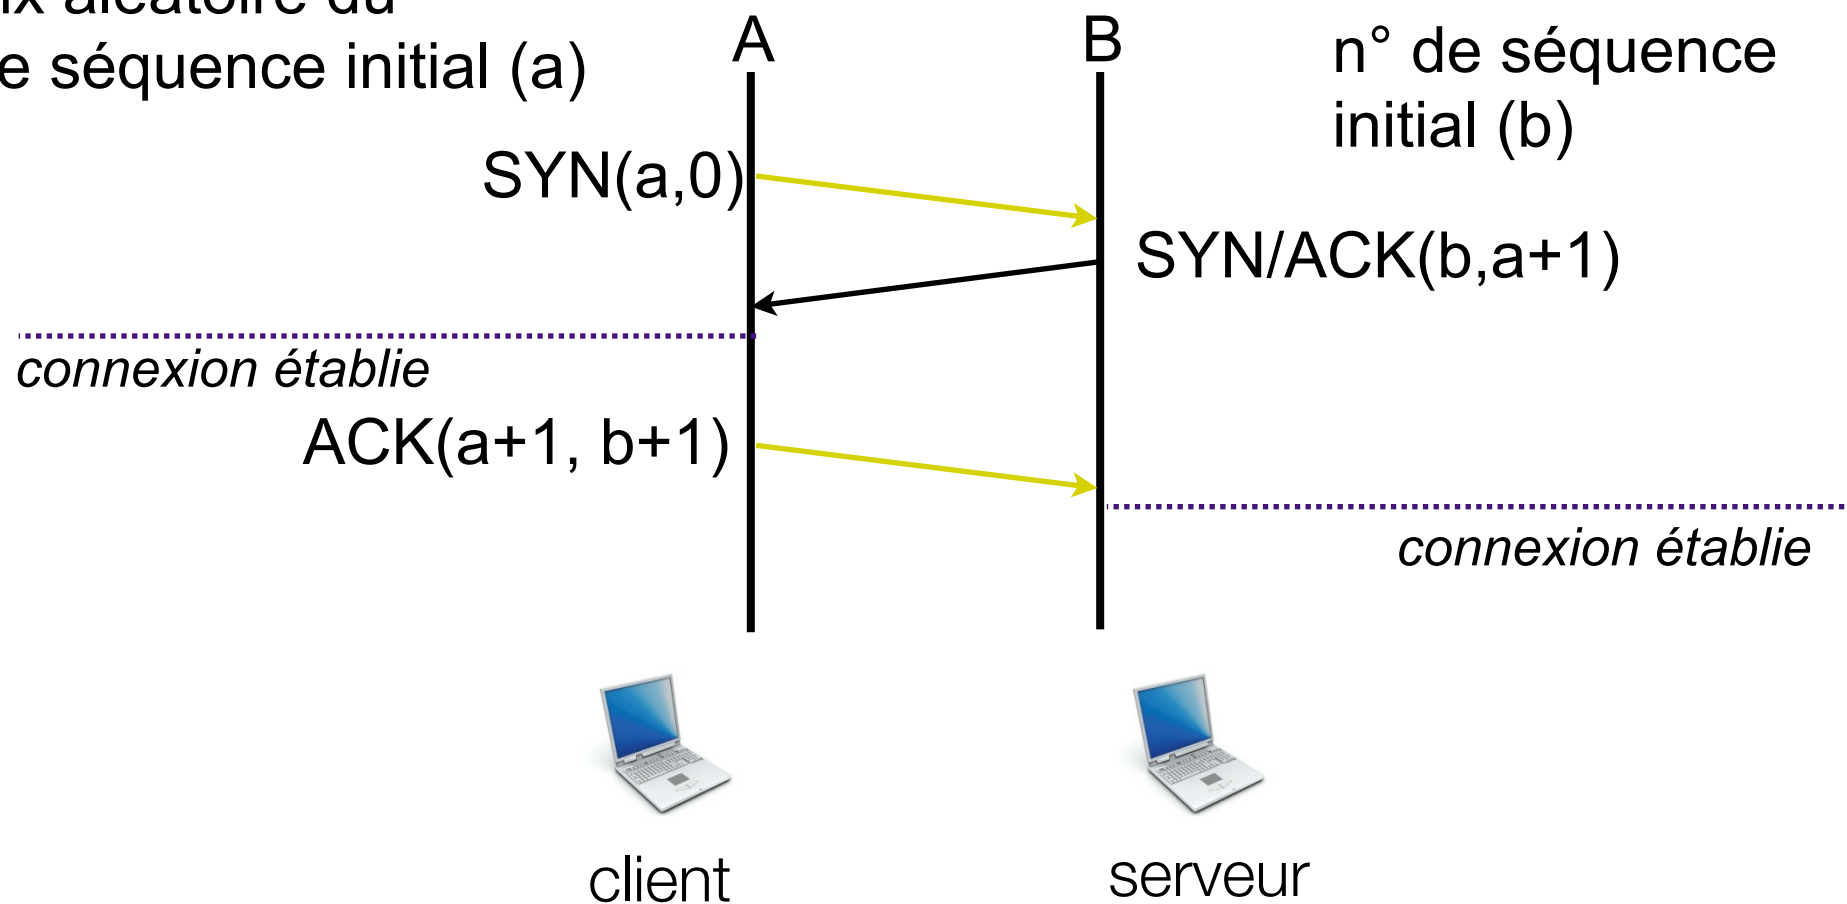 de séquence initial (a)
A
B
n° de séquence
initial (b)
SYN(a,0)
SYN/ACK(b,a+1)
connexion établie
ACK(a+1, b+1)
connexion établie
client
serveur